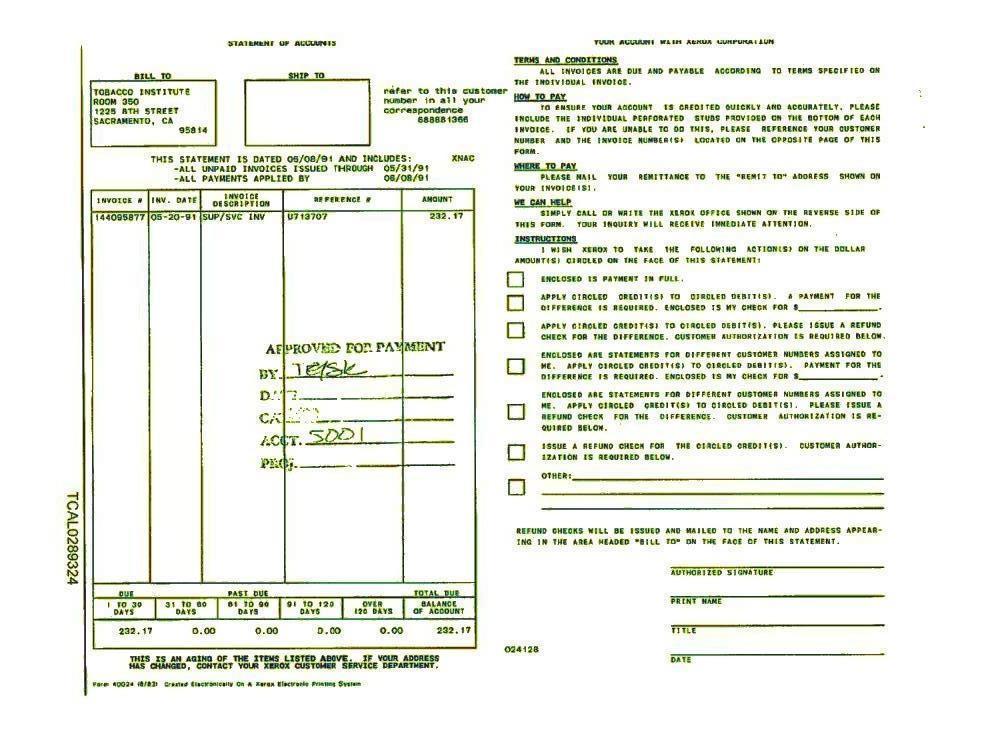 STATEMENT OF ACCOUNTS
BILL TO
SHIP TO
TOBACCO INSTITUTE
ROOM 350
1225 8TH STREET
SACRAMENTO, CA
95814
refer to this customer
number in all your
correspondence
688881366
THIS STATEMENT IS DATED 06/08/91 AND INCLUDES: XNAC
-ALL UNPAID INVOICES ISSUED THROUGH 05/31/91
-ALL PAYMENTS APPLIED BY 06/08/91
INVOICE # INV. DATE INVOICE DESCRIPTION REFERENCE # AMOUNT
144095877 05-20-91 SUP/SVC INV U713707 232.17
APPROVED FOR PAYMENT
BY
DATE
ACCT. 5001
PROJ.
DUE PAST DUE TOTAL DUE
1 TO 30 DAYS 31 TO 60 DAYS 61 TO 90 DAYS 91 TO 120 DAYS OVER 120 DAYS BALANCE OF ACCOUNT
232.17 0.00 0.00 0.00 0.00 232.17
THIS IS AN AGING OF THE ITEMS LISTED ABOVE. IF YOUR ADDRESS
HAS CHANGED, CONTACT YOUR XEROX CUSTOMER SERVICE DEPARTMENT.
Form 40024 (8/83) Created Electronically On A Xerox Electronic Printing System
TCAL0289324
YOUR ACCOUNT WITH XEROX CORPORATION
TERMS AND CONDITIONS
ALL INVOICES ARE DUE AND PAYABLE ACCORDING TO TERMS SPECIFIED ON
THE INDIVIDUAL INVOICE.
HOW TO PAY
TO ENSURE YOUR ACCOUNT IS CREDITED QUICKLY AND ACCURATELY, PLEASE
INCLUDE THE INDIVIDUAL PERFORATED STUBS PROVIDED ON THE BOTTOM OF EACH
INVOICE. IF YOU ARE UNABLE TO DO THIS, PLEASE REFERENCE YOUR CUSTOMER
NUMBER AND THE INVOICE NUMBER(S) LOCATED ON THE OPPOSITE PAGE OF THIS
FORM.
WHERE TO PAY
PLEASE MAIL YOUR REMITTANCE TO THE "REMIT TO" ADDRESS SHOWN ON
YOUR INVOICE(S).
WE CAN HELP
SIMPLY CALL OR WRITE THE XEROX OFFICE SHOWN ON THE REVERSE SIDE OF
THIS FORM. YOUR INQUIRY WILL RECEIVE IMMEDIATE ATTENTION.
INSTRUCTIONS
I WISH XEROX TO TAKE THE FOLLOWING ACTION(S) ON THE DOLLAR
AMOUNT(S) CIRCLED ON THE FACE OF THIS STATEMENT:
ENCLOSED IS PAYMENT IN FULL.
APPLY CIRCLED CREDIT(S) TO CIRCLED DEBIT(S). A PAYMENT FOR THE
DIFFERENCE IS REQUIRED. ENCLOSED IS MY CHECK FOR $____.
APPLY CIRCLED CREDIT(S) TO CIRCLED DEBIT(S). PLEASE ISSUE A REFUND
CHECK FOR THE DIFFERENCE. CUSTOMER AUTHORIZATION IS REQUIRED BELOW.
ENCLOSED ARE STATEMENTS FOR DIFFERENT CUSTOMER NUMBERS ASSIGNED TO
ME. APPLY CIRCLED CREDIT(S) TO CIRCLED DEBIT(S). PAYMENT FOR THE
DIFFERENCE IS REQUIRED. ENCLOSED IS MY CHECK FOR $____.
ENCLOSED ARE STATEMENTS FOR DIFFERENT CUSTOMER NUMBERS ASSIGNED TO
ME. APPLY CIRCLED CREDIT(S) TO CIRCLED DEBIT(S). PLEASE ISSUE A
REFUND CHECK FOR THE DIFFERENCE. CUSTOMER AUTHORIZATION IS RE-
QUIRED BELOW.
ISSUE A REFUND CHECK FOR THE CIRCLED CREDIT(S). CUSTOMER AUTHOR-
IZATION IS REQUIRED BELOW.
OTHER:
REFUND CHECKS WILL BE ISSUED AND MAILED TO THE NAME AND ADDRESS APPEAR-
ING IN THE AREA HEADED "BILL TO" ON THE FACE OF THIS STATEMENT.
AUTHORIZED SIGNATURE
PRINT NAME
TITLE
024128
DATE